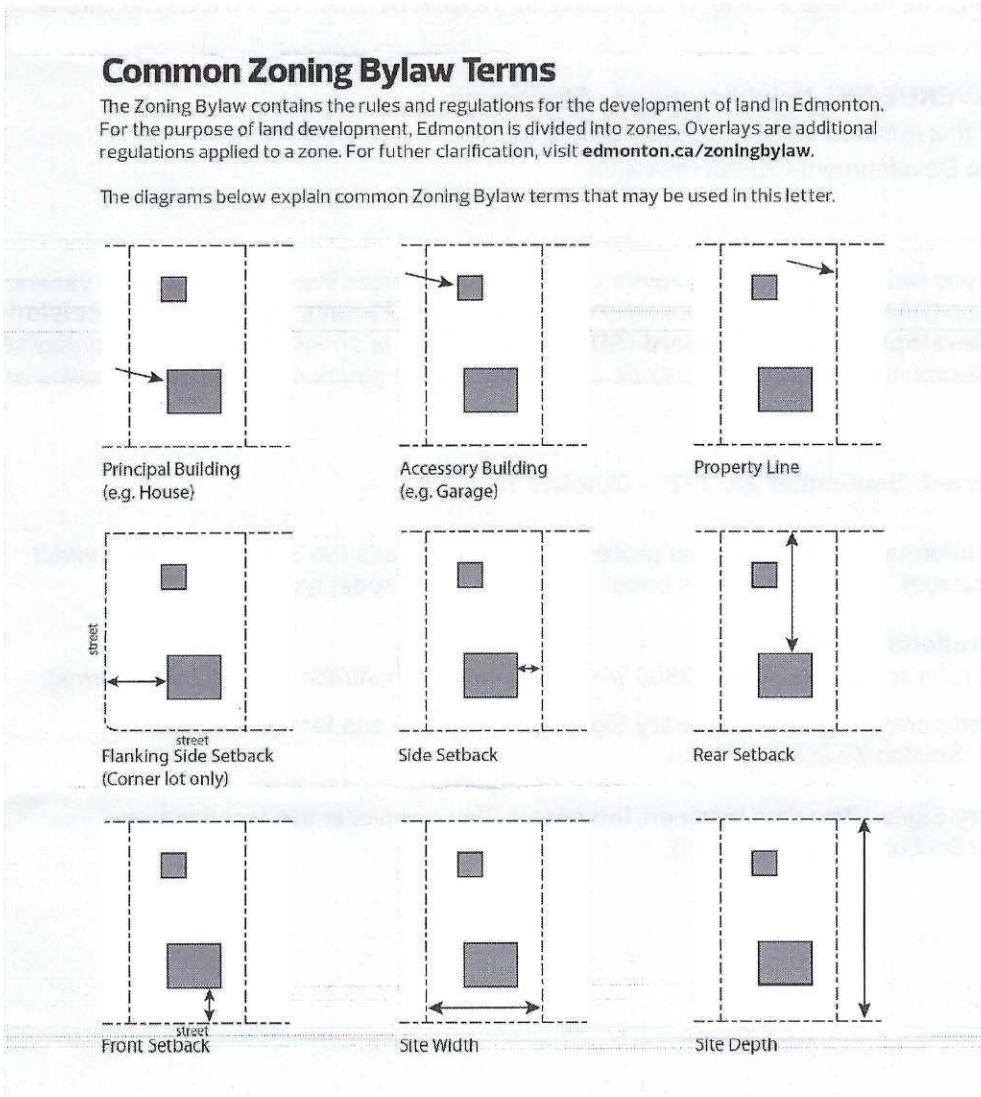 Common Zoning Bylaw Terms
The Zoning Bylaw contains the rules and regulations for the development of land in Edmonton.
For the purpose of land development, Edmonton is divided into zones. Overlays are additional
regulations applied to a zone. For futher clarification, visit edmonton.ca/zoningbylaw.
The diagrams below explain common Zoning Bylaw terms that may be used in this letter.
Principal Building
(e.g. House)
Accessory Building
(e.g. Garage)
Property Line
street
street
Flanking Side Setback
(Corner lot only)
Side Setback
Rear Setback
street
Front Setback
Site Width
Site Depth